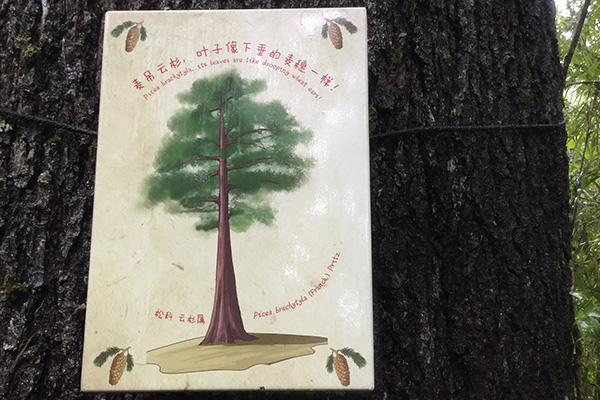 麦吊云杉，叶子像下垂的麦穗一样！
Picea brachytyla, its leaves are like drooping wheat ears!
Picea brachytyla (Franch.) Pritz
松科 云杉属